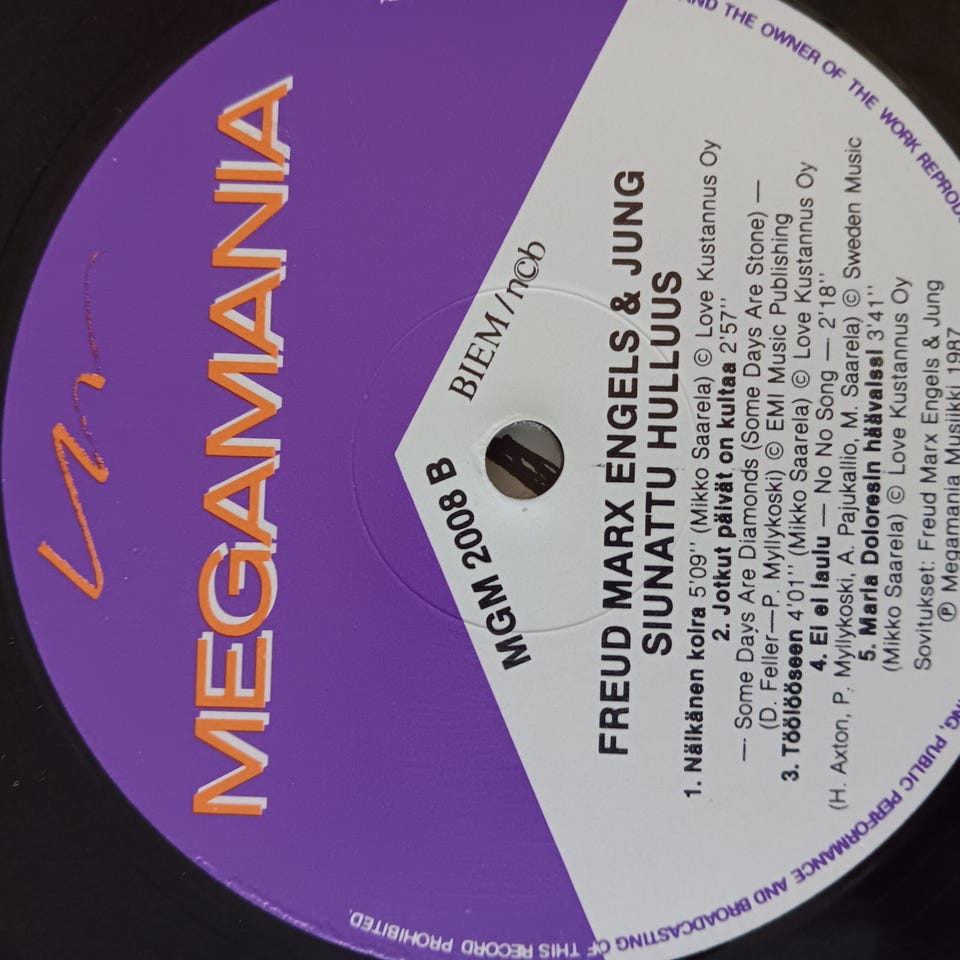 MEGAMANIA
BIEM/n©b
MGM 2008 B
FREUD MARX ENGELS & JUNG
SIUNATTU HULLUUS
1. Nälkänen koira 5'09" (Mikko Saarela) © Love Kustannus Oy
2. Jotkut päivät on kultaa 2'57"
— Some Days Are Diamonds (Some Days Are Stone) —
(D. Feller—P. Myllykoski) © EMI Music Publishing
3. Töölööseen 4'01" (Mikko Saarela) © Love Kustannus Oy
4. Ei ei laulu — No No Song — 2'18"
(H. Axton, P. Myllykoski, A. Pajukallio, M. Saarela) © Sweden Music
5. Maria Doloresin häävalssi 3'41"
(Mikko Saarela) © Love Kustannus Oy
Sovitukset: Freud Marx Engels & Jung
℗ Megamania Musiikki 1987
AND THE OWNER OF THE WORK
PUBLIC PERFORMANCE AND BROADCASTING OF THIS RECORD PROHIBITED.